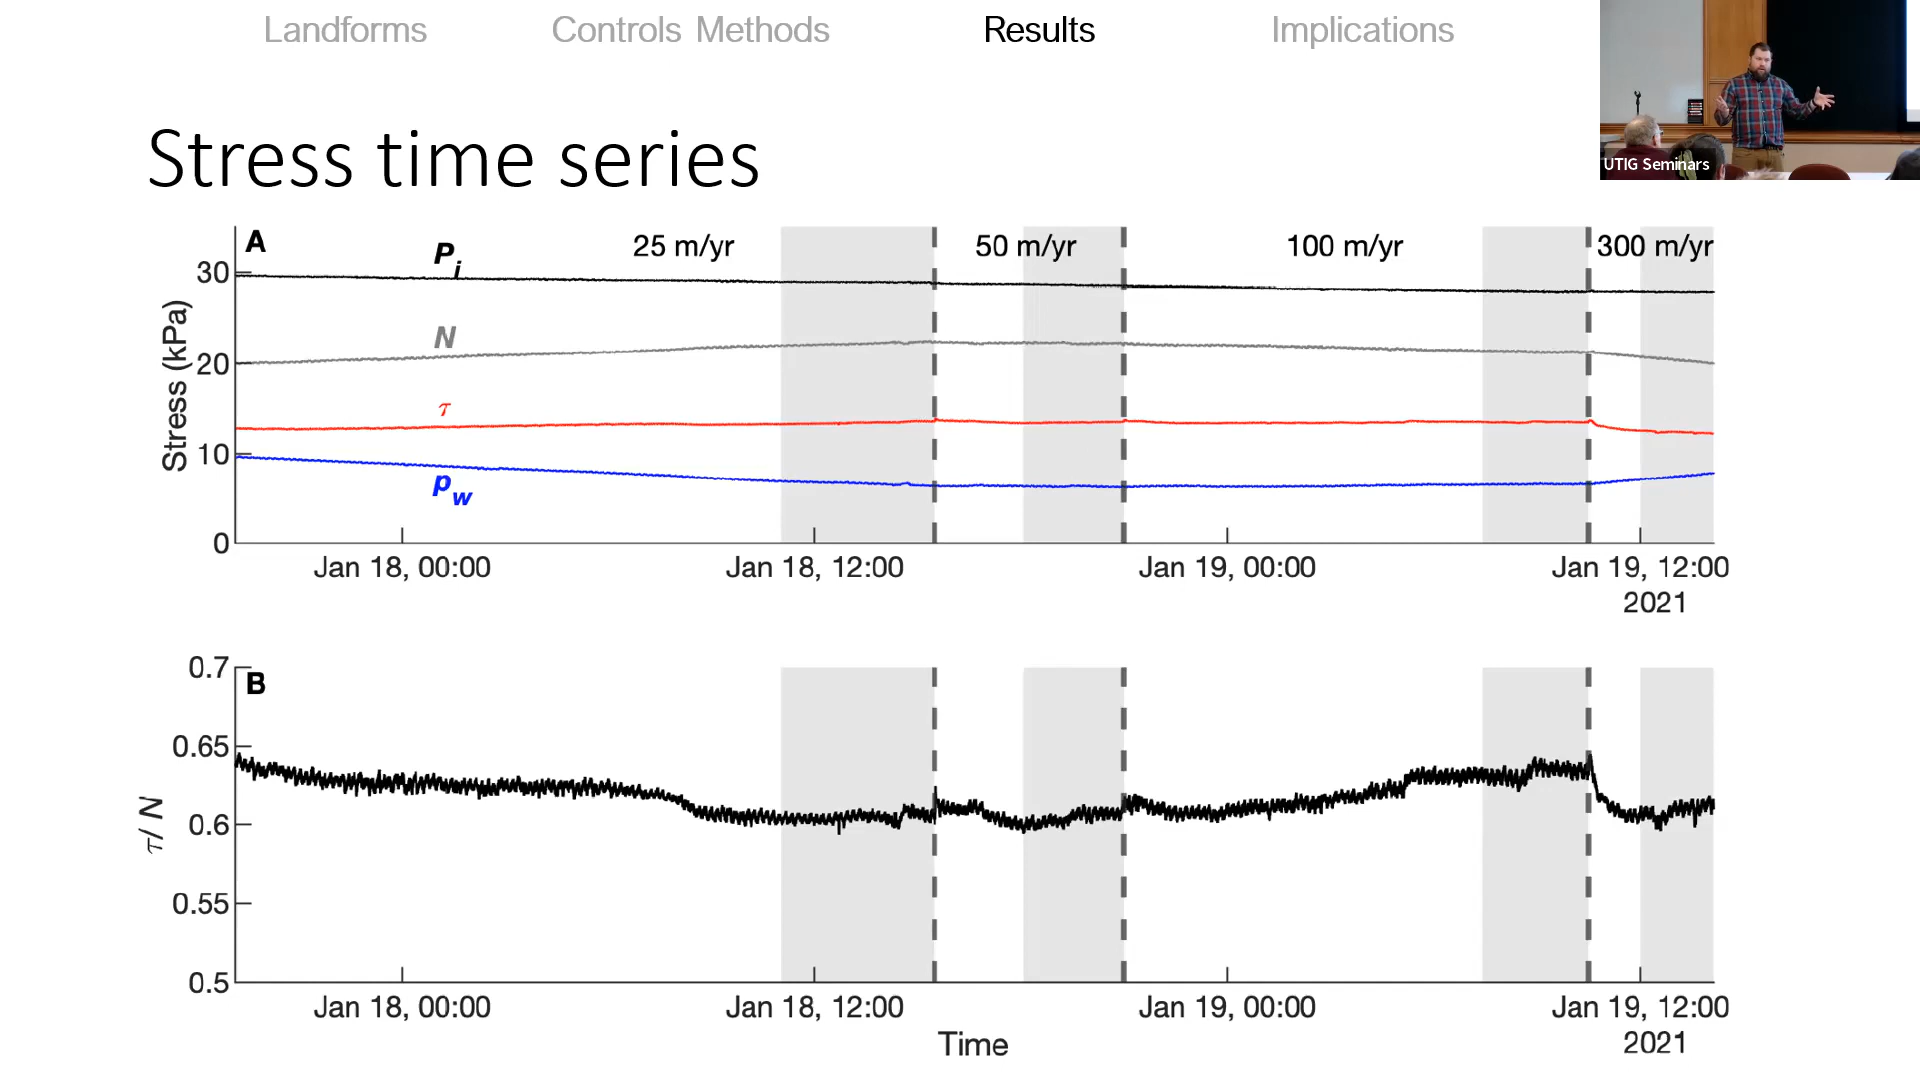 Landforms Controls Methods Results Implications
UTIG Seminars
Stress time series
A
25 m/yr 50 m/yr 100 m/yr 300 m/yr
Pi
N
τ
pw
Stress (kPa)
30
20
10
0
Jan 18, 00:00 Jan 18, 12:00 Jan 19, 00:00 Jan 19, 12:00
2021
B
τ/ N
0.7
0.65
0.6
0.55
0.5
Jan 18, 00:00 Jan 18, 12:00 Jan 19, 00:00 Jan 19, 12:00
Time
2021